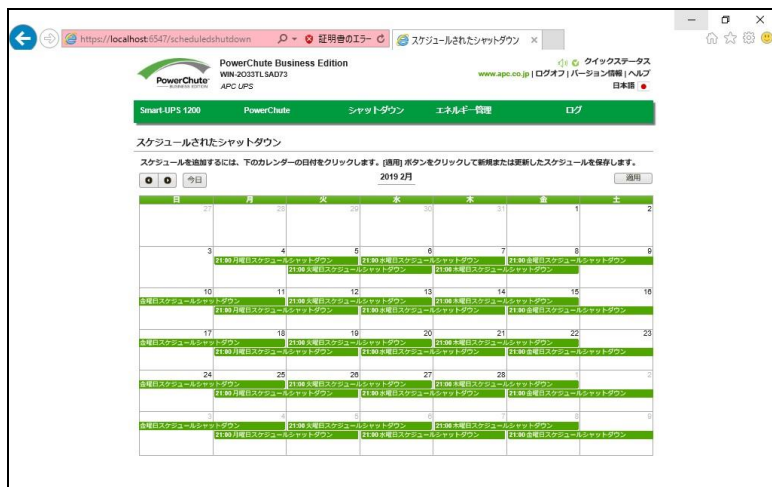 https://localhost:6547/scheduledshutdown 証明書のエラー スケジュールされたシャットダウン
PowerChute Business Edition クイックステータス
WIN-2O33TLSAD73 www.apc.co.jp | ログオフ | バージョン情報 | ヘルプ
APC UPS 日本語
PowerChute
BUSINESS EDITION
Smart-UPS 1200 PowerChute シャットダウン エネルギー管理 ログ
スケジュールされたシャットダウン
スケジュールを追加するには、下のカレンダーの日付をクリックします。[適用] ボタンをクリックして新規または更新したスケジュールを保存します。
今日 2019 2月 適用
日 月 火 水 木 金 土
27 28 29 30 31 1 2
3 4 5 6 7 8 9
21:00 月曜日スケジュールシャットダウン 21:00 水曜日スケジュールシャットダウン 21:00 金曜日スケジュールシャットダウン
21:00 火曜日スケジュールシャットダウン 21:00 木曜日スケジュールシャットダウン
10 11 12 13 14 15 16
金曜日スケジュールシャットダウン 21:00 火曜日スケジュールシャットダウン 21:00 木曜日スケジュールシャットダウン
21:00 月曜日スケジュールシャットダウン 21:00 水曜日スケジュールシャットダウン 21:00 金曜日スケジュールシャットダウン
17 18 19 20 21 22 23
金曜日スケジュールシャットダウン 21:00 火曜日スケジュールシャットダウン 21:00 木曜日スケジュールシャットダウン
21:00 月曜日スケジュールシャットダウン 21:00 水曜日スケジュールシャットダウン 21:00 金曜日スケジュールシャットダウン
24 25 26 27 28 1 2
金曜日スケジュールシャットダウン 21:00 火曜日スケジュールシャットダウン 21:00 木曜日スケジュールシャットダウン
21:00 月曜日スケジュールシャットダウン 21:00 水曜日スケジュールシャットダウン 21:00 金曜日スケジュールシャットダウン
3 4 5 6 7 8 9
金曜日スケジュールシャットダウン 21:00 火曜日スケジュールシャットダウン 21:00 木曜日スケジュールシャットダウン
21:00 月曜日スケジュールシャットダウン 21:00 水曜日スケジュールシャットダウン 21:00 金曜日スケジュールシャットダウン